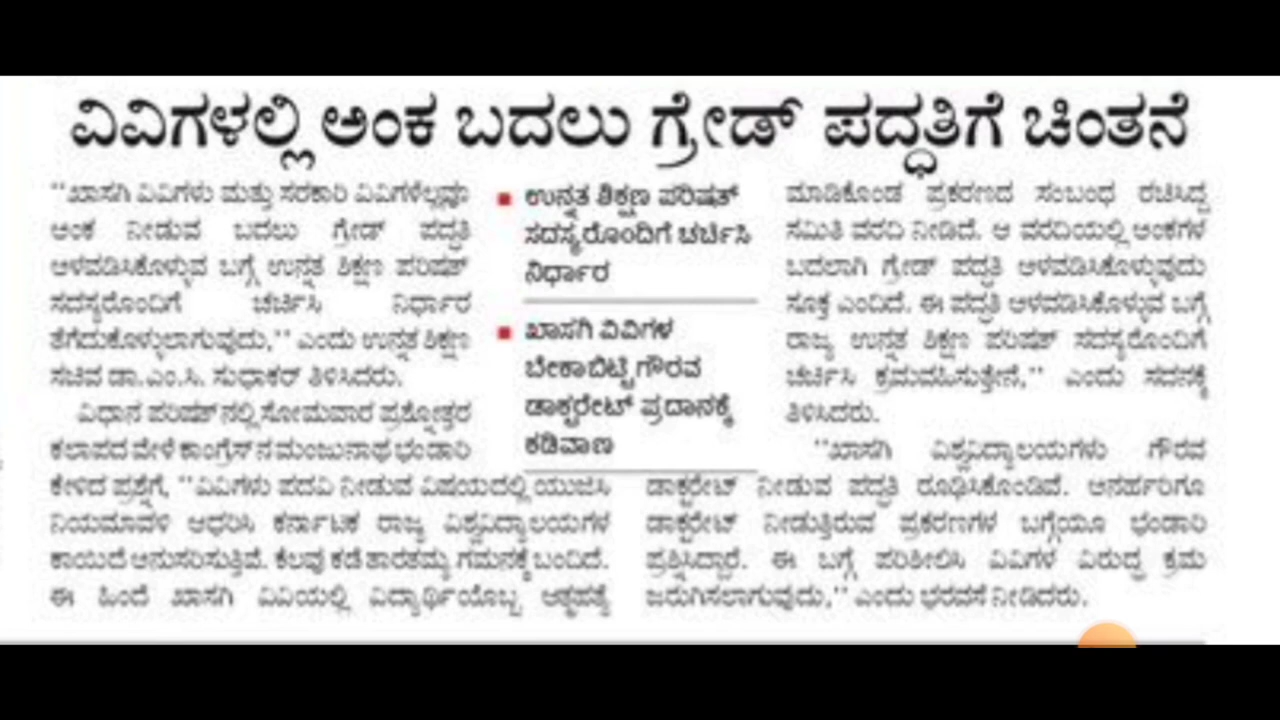 ವಿವಿಗಳಲ್ಲಿ ಅಂಕ ಬದಲು ಗ್ರೇಡ್ ಪದ್ಧತಿಗೆ ಚಿಂತನೆ
"ಖಾಸಗಿ ವಿವಿಗಳು ಮತ್ತು ಸರಕಾರಿ ವಿವಿಗಳೆಲ್ಲವೂ
ಅಂಕ ನೀಡುವ ಬದಲು ಗ್ರೇಡ್ ಪದ್ಧತಿ
ಅಳವಡಿಸಿಕೊಳ್ಳುವ ಬಗ್ಗೆ ಉನ್ನತ ಶಿಕ್ಷಣ ಪರಿಷತ್
ಸದಸ್ಯರೊಂದಿಗೆ ಚರ್ಚಿಸಿ ನಿರ್ಧಾರ
ತೆಗೆದುಕೊಳ್ಳಲಾಗುವುದು,'' ಎಂದು ಉನ್ನತ ಶಿಕ್ಷಣ
ಸಚಿವ ಡಾ.ಎಂ.ಸಿ. ಸುಧಾಕರ್ ತಿಳಿಸಿದರು.
ವಿಧಾನ ಪರಿಷತ್‌ನಲ್ಲಿ ಸೋಮವಾರ ಪ್ರಶ್ನೋತ್ತರ
ಕಲಾಪದ ವೇಳೆ ಕಾಂಗ್ರೆಸ್‌ನ ಮಂಜುನಾಥ ಭಂಡಾರಿ
ಕೇಳಿದ ಪ್ರಶ್ನೆಗೆ, "ವಿವಿಗಳು ಪದವಿ ನೀಡುವ ವಿಷಯದಲ್ಲಿ ಯುಜಿಸಿ
ನಿಯಮಾವಳಿ ಆಧರಿಸಿ ಕರ್ನಾಟಕ ರಾಜ್ಯ ವಿಶ್ವವಿದ್ಯಾಲಯಗಳ
ಕಾಯಿದೆ ಅನುಸರಿಸುತ್ತಿವೆ. ಕೆಲವು ಕಡೆ ತಾರತಮ್ಯ ಗಮನಕ್ಕೆ ಬಂದಿದೆ.
ಈ ಹಿಂದೆ ಖಾಸಗಿ ವಿವಿಯಲ್ಲಿ ವಿದ್ಯಾರ್ಥಿಯೊಬ್ಬ ಆತ್ಮಹತ್ಯೆ
ಉನ್ನತ ಶಿಕ್ಷಣ ಪರಿಷತ್
ಸದಸ್ಯರೊಂದಿಗೆ ಚರ್ಚಿಸಿ
ನಿರ್ಧಾರ
ಖಾಸಗಿ ವಿವಿಗಳ
ಬೇಕಾಬಿಟ್ಟಿ ಗೌರವ
ಡಾಕ್ಟರೇಟ್ ಪ್ರದಾನಕ್ಕೆ
ಕಡಿವಾಣ
ಮಾಡಿಕೊಂಡ ಪ್ರಕರಣದ ಸಂಬಂಧ ರಚಿಸಿದ್ದ
ಸಮಿತಿ ವರದಿ ನೀಡಿದೆ. ಆ ವರದಿಯಲ್ಲಿ ಅಂಕಗಳ
ಬದಲಾಗಿ ಗ್ರೇಡ್ ಪದ್ಧತಿ ಅಳವಡಿಸಿಕೊಳ್ಳುವುದು
ಸೂಕ್ತ ಎಂದಿದೆ. ಈ ಪದ್ಧತಿ ಅಳವಡಿಸಿಕೊಳ್ಳುವ ಬಗ್ಗೆ
ರಾಜ್ಯ ಉನ್ನತ ಶಿಕ್ಷಣ ಪರಿಷತ್ ಸದಸ್ಯರೊಂದಿಗೆ
ಚರ್ಚಿಸಿ ಕ್ರಮವಹಿಸುತ್ತೇನೆ,'' ಎಂದು ಸದನಕ್ಕೆ
ತಿಳಿಸಿದರು.
"ಖಾಸಗಿ ವಿಶ್ವವಿದ್ಯಾಲಯಗಳು ಗೌರವ
ಡಾಕ್ಟರೇಟ್ ನೀಡುವ ಪದ್ಧತಿ ರೂಢಿಸಿಕೊಂಡಿವೆ. ಅನರ್ಹರಿಗೂ
ಡಾಕ್ಟರೇಟ್ ನೀಡುತ್ತಿರುವ ಪ್ರಕರಣಗಳ ಬಗ್ಗೆಯೂ ಭಂಡಾರಿ
ಪ್ರಶ್ನಿಸಿದ್ದಾರೆ. ಈ ಬಗ್ಗೆ ಪರಿಶೀಲಿಸಿ ವಿವಿಗಳ ವಿರುದ್ಧ ಕ್ರಮ
ಜರುಗಿಸಲಾಗುವುದು,'' ಎಂದು ಭರವಸೆ ನೀಡಿದರು.